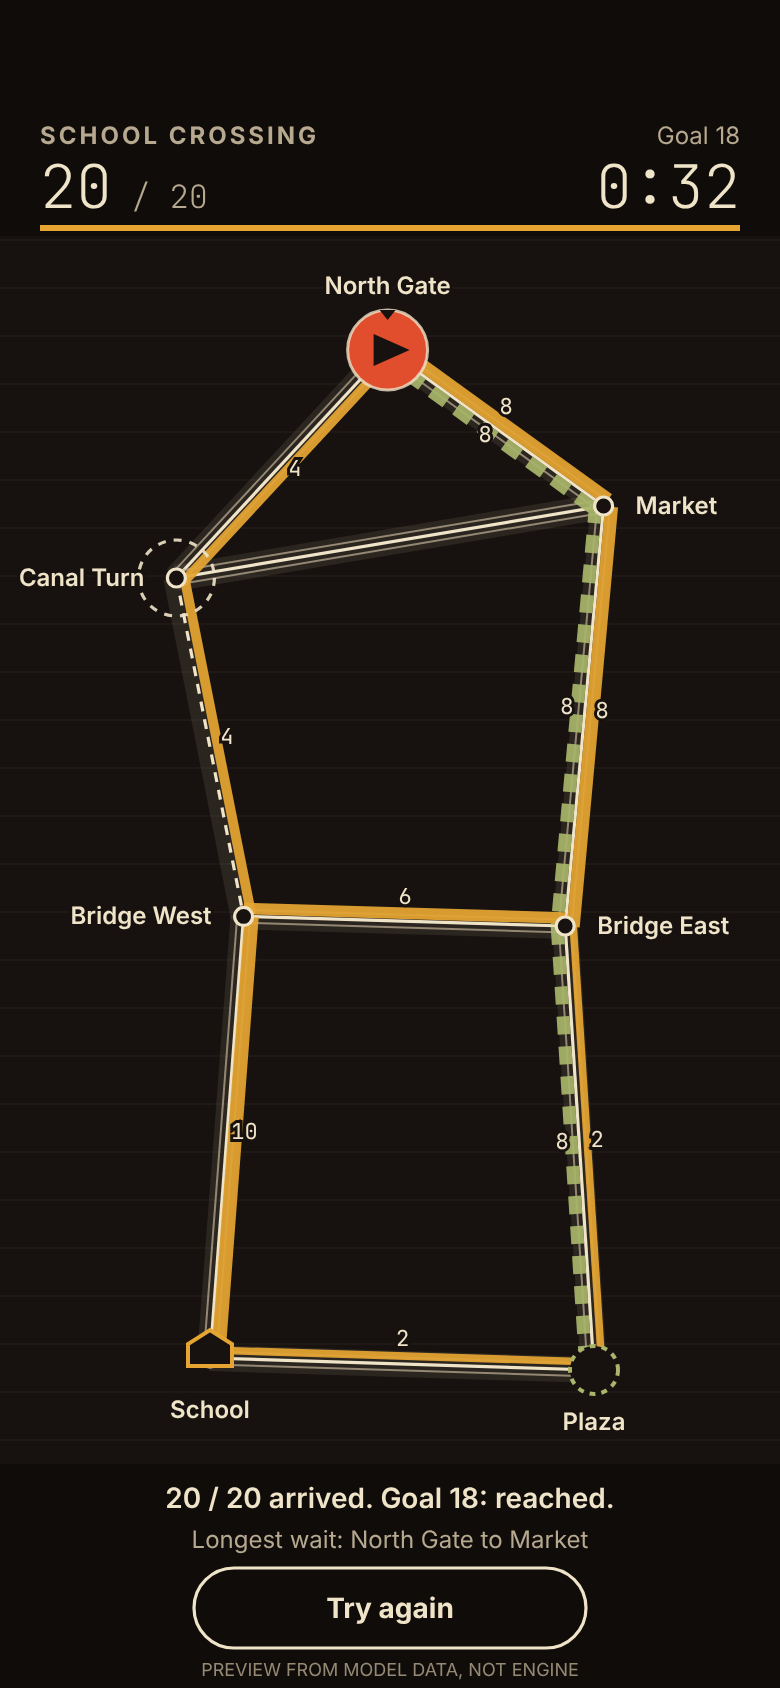 SCHOOL CROSSING
Goal 18
20 / 20
0:32
North Gate
8
8
4
Market
Canal Turn
8
8
4
6
Bridge West
Bridge East
10
8
2
2
School
Plaza
20 / 20 arrived. Goal 18: reached.
Longest wait: North Gate to Market
Try again
PREVIEW FROM MODEL DATA, NOT ENGINE